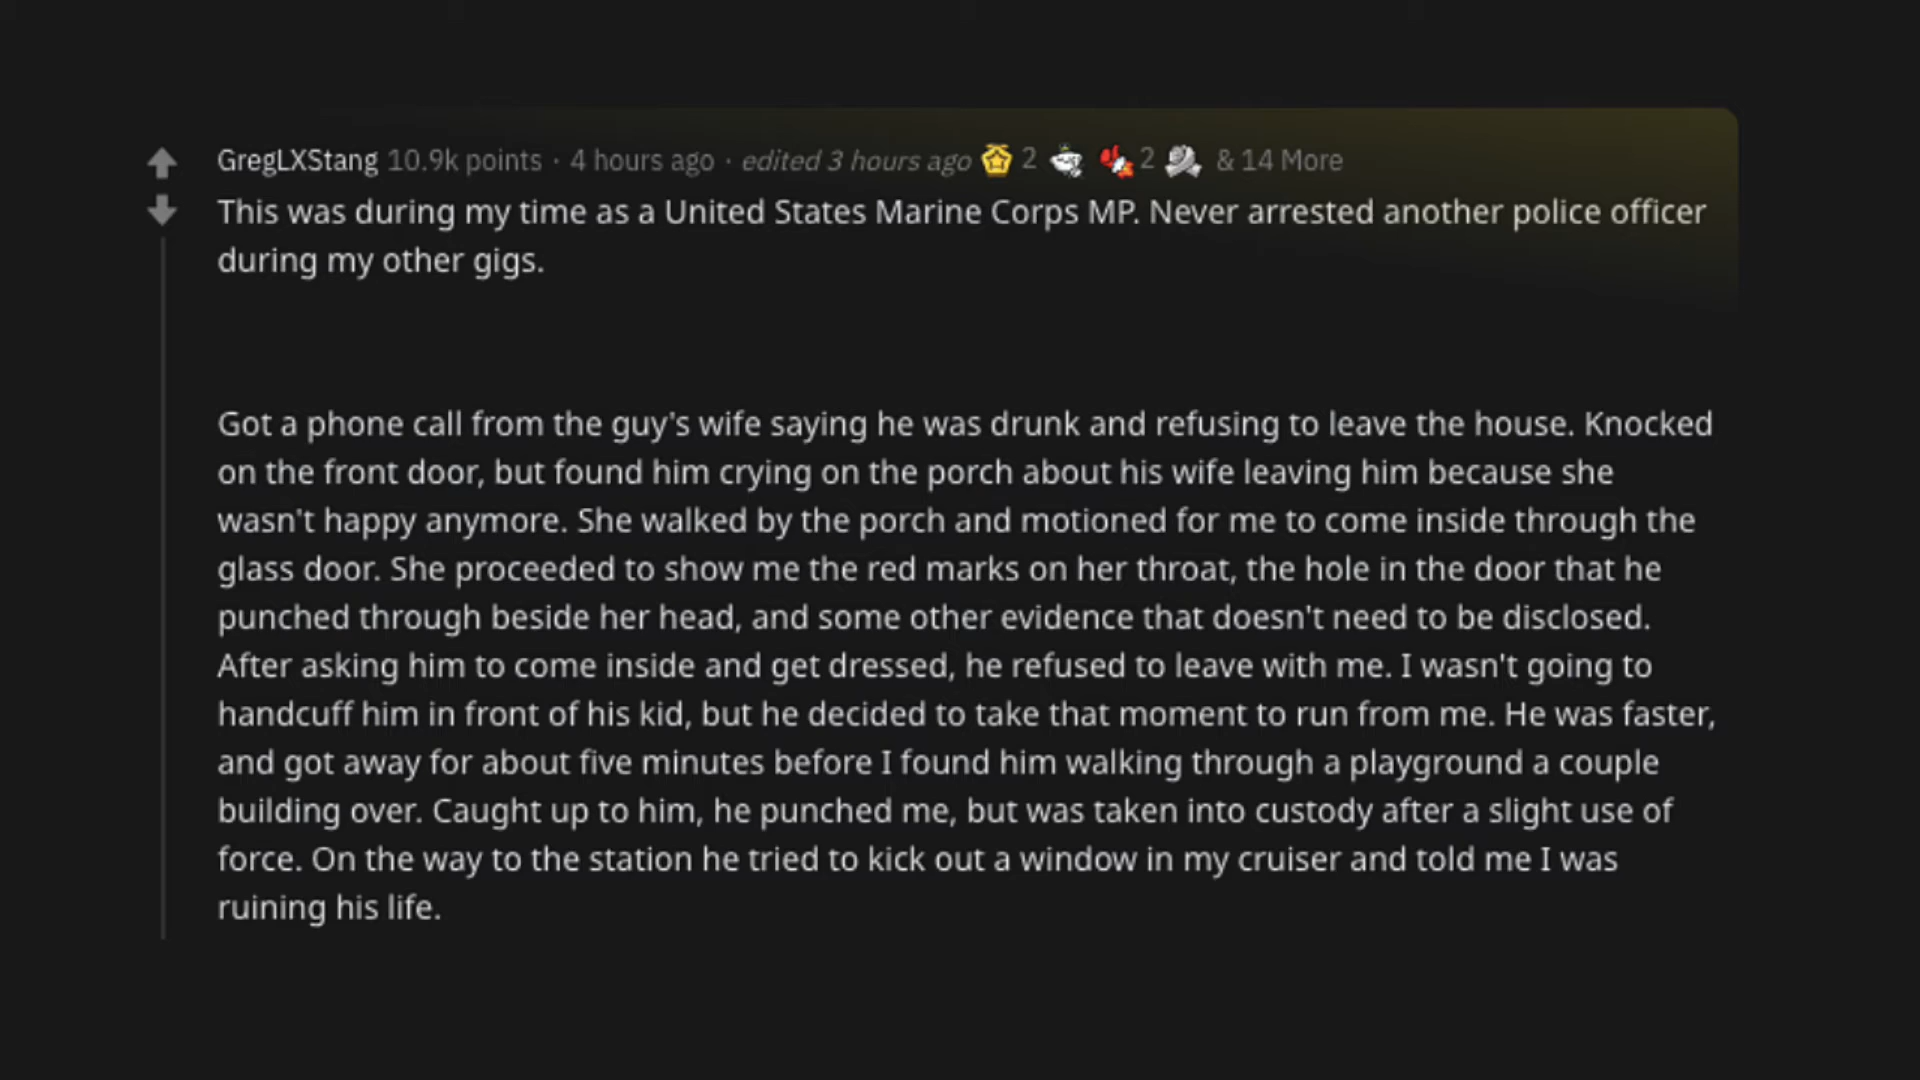 GregLXStang 10.9k points · 4 hours ago · edited 3 hours ago 2 2 & 14 More
This was during my time as a United States Marine Corps MP. Never arrested another police officer
during my other gigs.
Got a phone call from the guy's wife saying he was drunk and refusing to leave the house. Knocked
on the front door, but found him crying on the porch about his wife leaving him because she
wasn't happy anymore. She walked by the porch and motioned for me to come inside through the
glass door. She proceeded to show me the red marks on her throat, the hole in the door that he
punched through beside her head, and some other evidence that doesn't need to be disclosed.
After asking him to come inside and get dressed, he refused to leave with me. I wasn't going to
handcuff him in front of his kid, but he decided to take that moment to run from me. He was faster,
and got away for about five minutes before I found him walking through a playground a couple
building over. Caught up to him, he punched me, but was taken into custody after a slight use of
force. On the way to the station he tried to kick out a window in my cruiser and told me I was
ruining his life.